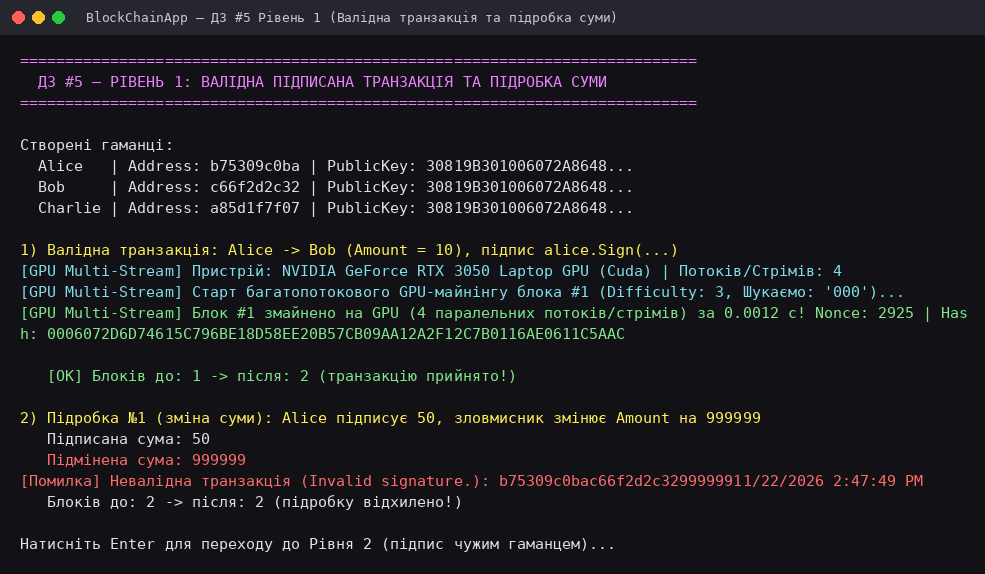 BlockChainApp — ДЗ #5 Рівень 1 (Валідна транзакція та підробка суми)
============================================================================
ДЗ #5 — РІВЕНЬ 1: ВАЛІДНА ПІДПИСАНА ТРАНЗАКЦІЯ ТА ПІДРОБКА СУМИ
============================================================================
Створені гаманці:
Alice   | Address: b75309c0ba | PublicKey: 30819B301006072A8648...
Bob     | Address: c66f2d2c32 | PublicKey: 30819B301006072A8648...
Charlie | Address: a85d1f7f07 | PublicKey: 30819B301006072A8648...
1) Валідна транзакція: Alice -> Bob (Amount = 10), підпис alice.Sign(...)
[GPU Multi-Stream] Пристрій: NVIDIA GeForce RTX 3050 Laptop GPU (Cuda) | Потоків/Стрімів: 4
[GPU Multi-Stream] Старт багатопотокового GPU-майнінгу блока #1 (Difficulty: 3, Шукаємо: '000')...
[GPU Multi-Stream] Блок #1 змайнено на GPU (4 паралельних потоків/стрімів) за 0.0012 с! Nonce: 2925 | Has
h: 0006072D6D74615C796BE18D58EE20B57CB09AA12A2F12C7B0116AE0611C5AAC
[OK] Блоків до: 1 -> після: 2 (транзакцію прийнято!)
2) Підробка №1 (зміна суми): Alice підписує 50, зловмисник змінює Amount на 999999
Підписана сума: 50
Підмінена сума: 999999
[Помилка] Невалідна транзакція (Invalid signature.): b75309c0bac66f2d2c3299999911/22/2026 2:47:49 PM
Блоків до: 2 -> після: 2 (підробку відхилено!)
Натисніть Enter для переходу до Рівня 2 (підпис чужим гаманцем)...